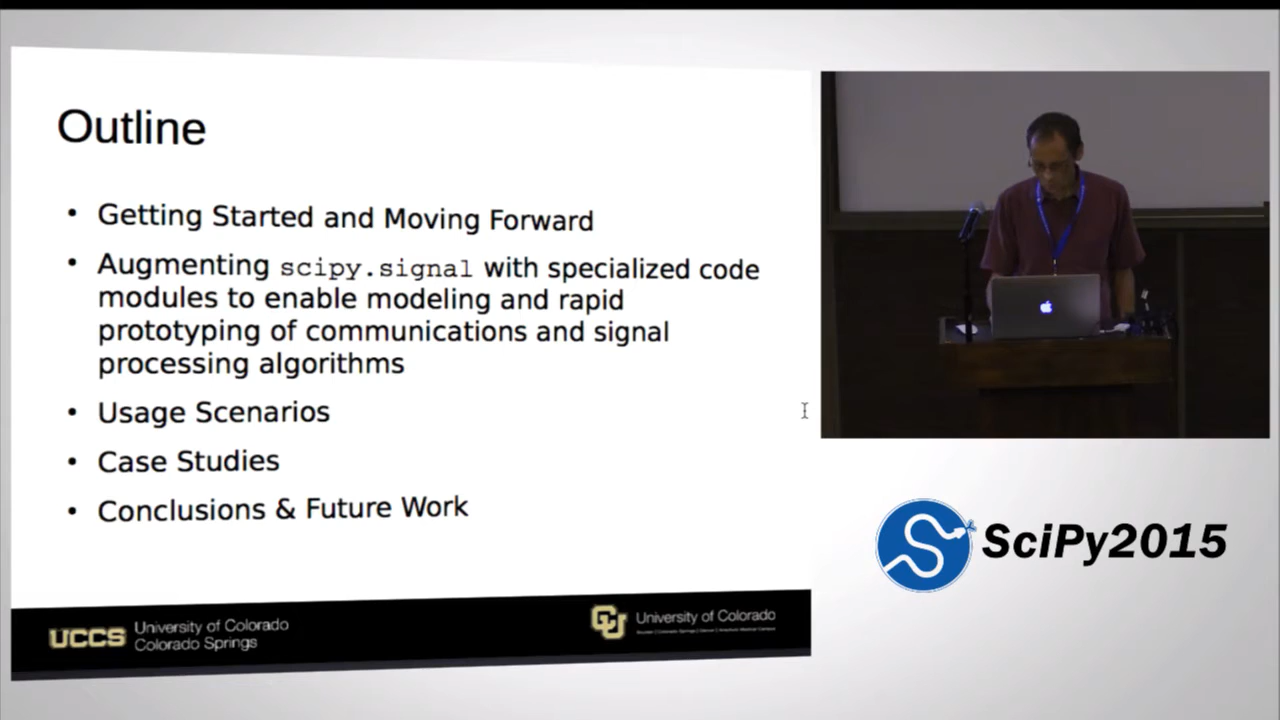 Outline
• Getting Started and Moving Forward
• Augmenting scipy.signal with specialized code
modules to enable modeling and rapid
prototyping of communications and signal
processing algorithms
• Usage Scenarios
• Case Studies
• Conclusions & Future Work
UCCS University of Colorado
Colorado Springs
CU University of Colorado
SciPy2015